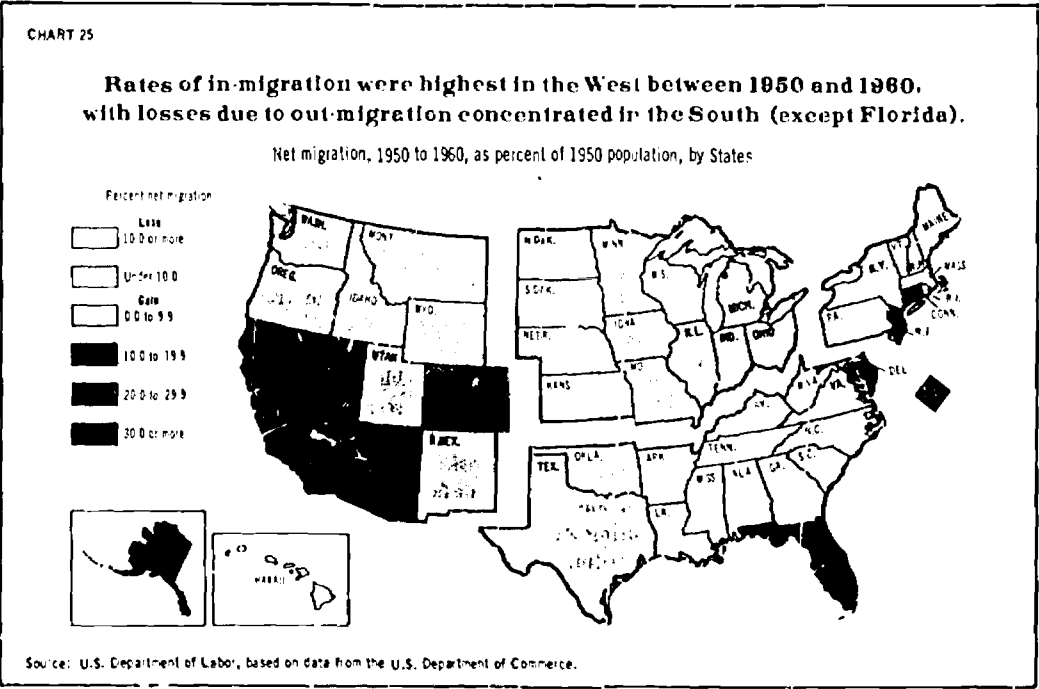 CHART 25
Rates of in-migration were highest in the West between 1950 and 1960,
with losses due to out-migration concentrated in the South (except Florida).
Net migration, 1950 to 1960, as percent of 1950 population, by States
Percent net migration
Loss
10.0 or more
Under 10.0
Gain
0.0 to 9.9
10.0 to 19.9
20.0 to 29.9
30.0 or more
WASH.
MONT.
OREG.
IDAHO
WYO.
UTAH
N.MEX.
N.DAK.
S.DAK.
NEBR.
KANS.
OKLA.
TEX.
MINN.
IOWA
MO.
ARK.
LA.
WIS.
ILL.
MICH.
IND.
OHIO
KY.
TENN.
MISS.
ALA.
GA.
S.C.
N.C.
VA.
W.VA.
DEL.
PA.
N.J.
N.Y.
CONN.
R.I.
MASS.
VT.
N.H.
MAINE
HAWAII
Source: U.S. Department of Labor, based on data from the U.S. Department of Commerce.